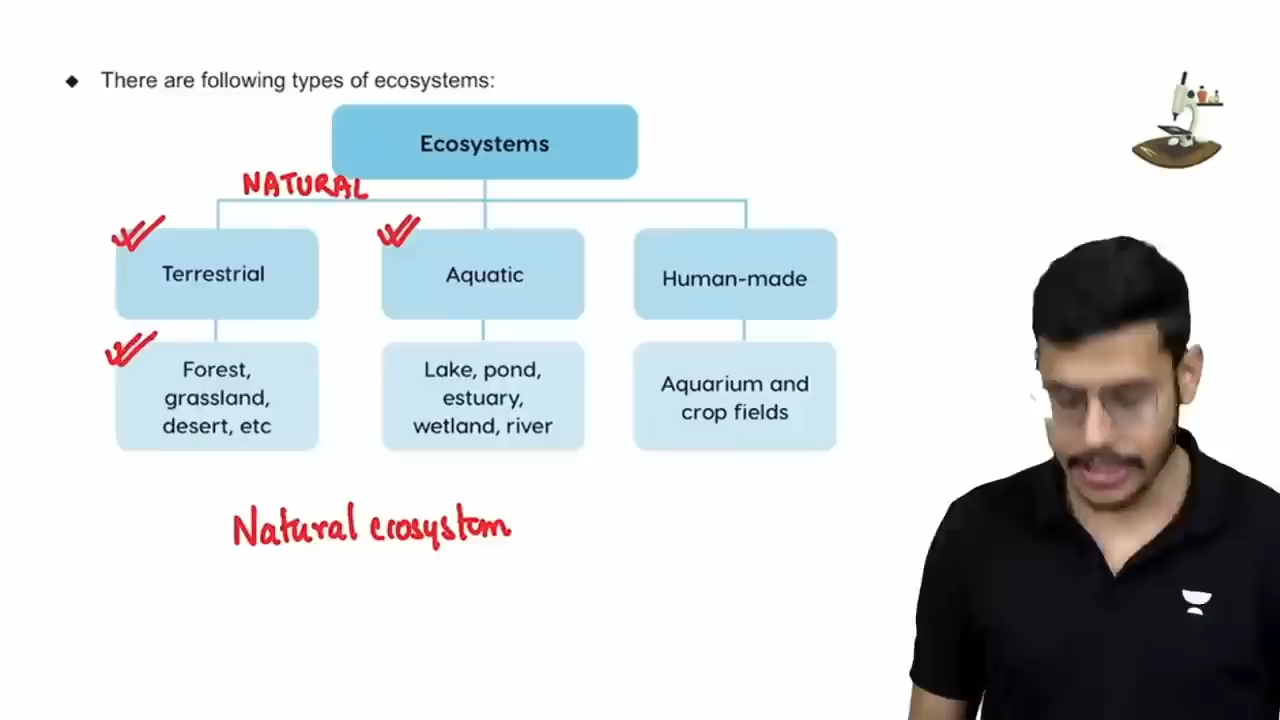 ◆ There are following types of ecosystems:
Ecosystems
NATURAL
Terrestrial
Aquatic
Human-made
Forest,
grassland,
desert, etc
Lake, pond,
estuary,
wetland, river
Aquarium and
crop fields
Natural ecosystem